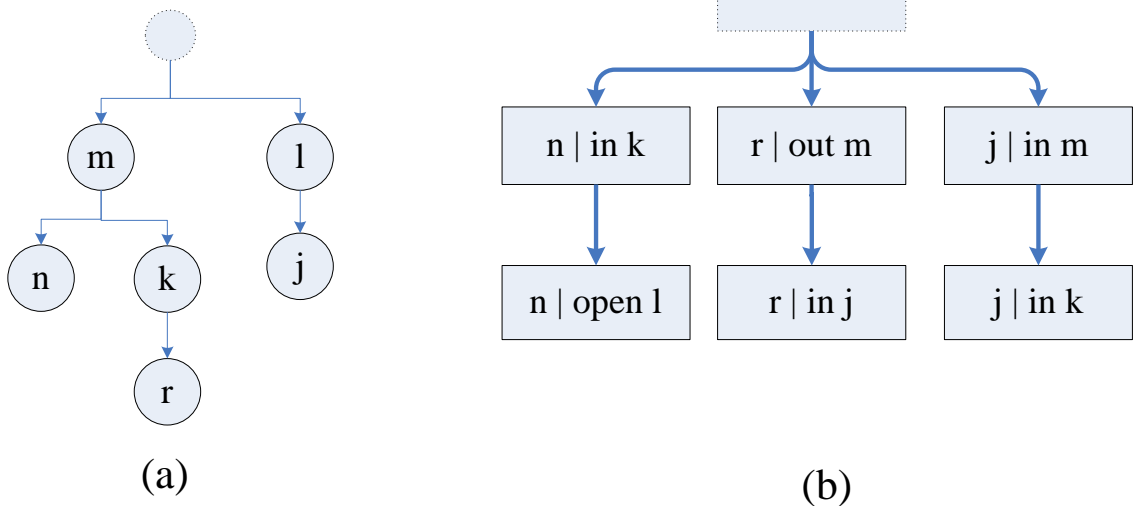 m
l
n
k
j
r
(a)
n | in k
r | out m
j | in m
n | open l
r | in j
j | in k
(b)